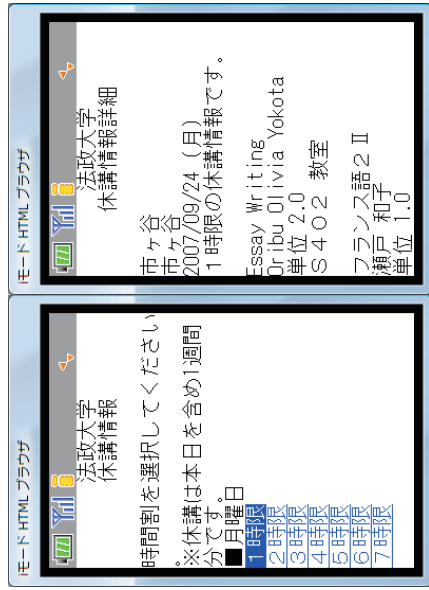 iモード HTML ブラウザ
法政大学
休講情報
時間割を選択してください
。
※休講は本日を含め1週間
分です。
■月曜日
1時限
2時限
3時限
4時限
5時限
6時限
7時限
iモード HTML ブラウザ
法政大学
休講情報詳細
市ヶ谷
市ヶ谷
2007/09/24 (月)
1時限の休講情報です。
Essay Writing
Oribu Olivia Yokota
単位 2.0
S402 教室
フランス語2 Ⅱ
瀬戸 和子
単位 1.0